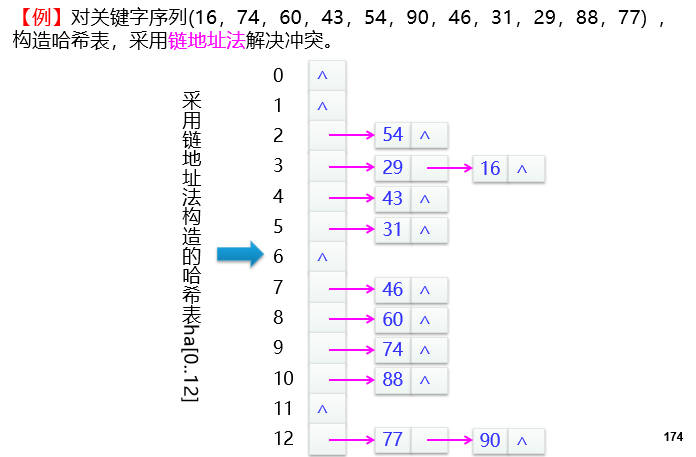 【例】对关键字序列(16，74，60，43，54，90，46，31，29，88，77)，
构造哈希表，采用链地址法解决冲突。
采用链地址法构造的哈希表ha[0..12]
0 ^
1 ^
2 54 ^
3 29 16 ^
4 43 ^
5 31 ^
6 ^
7 46 ^
8 60 ^
9 74 ^
10 88 ^
11 ^
12 77 90 ^
174